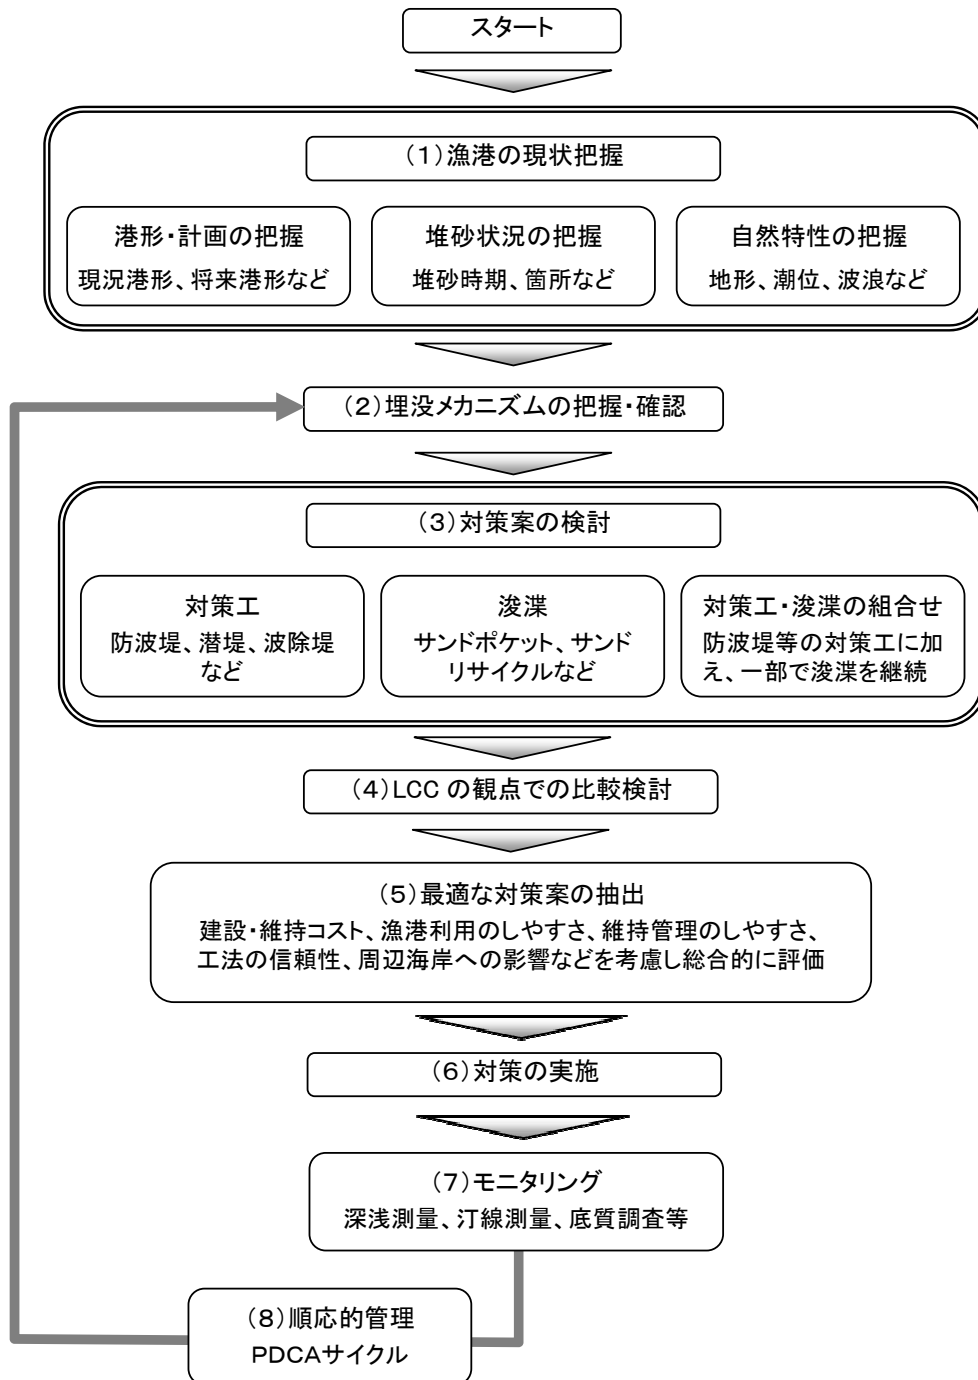 スタート
(1)漁港の現状把握
港形・計画の把握
現況港形、将来港形など
堆砂状況の把握
堆砂時期、箇所など
自然特性の把握
地形、潮位、波浪など
(2)埋没メカニズムの把握・確認
(3)対策案の検討
対策工
防波堤、潜堤、波除堤
など
浚渫
サンドポケット、サンド
リサイクルなど
対策工・浚渫の組合せ
防波堤等の対策工に加
え、一部で浚渫を継続
(4)LCC の観点での比較検討
(5)最適な対策案の抽出
建設・維持コスト、漁港利用のしやすさ、維持管理のしやすさ、
工法の信頼性、周辺海岸への影響などを考慮し総合的に評価
(6)対策の実施
(7)モニタリング
深浅測量、汀線測量、底質調査等
(8)順応的管理
PDCAサイクル